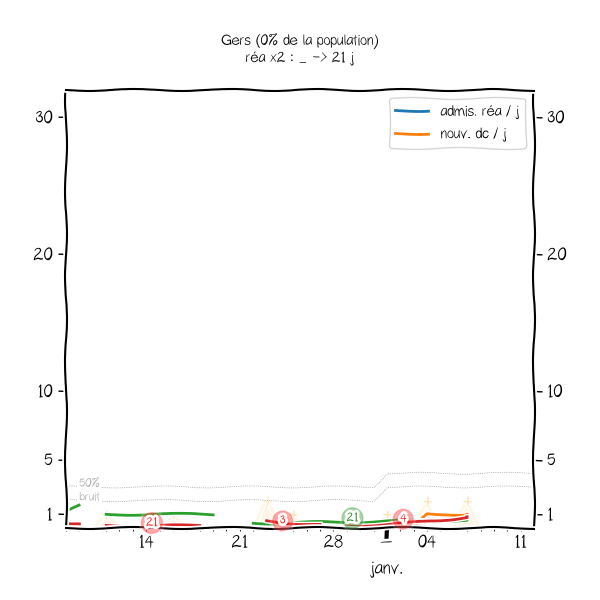 Gers (0% de la population)
réa x2 : _ -> 21 j
admis. réa / j
nouv. dc / j
30 30
20 20
10 10
5 5
50%
bruit
1 1
21 3 21 4
14 21 28 04 11
janv.